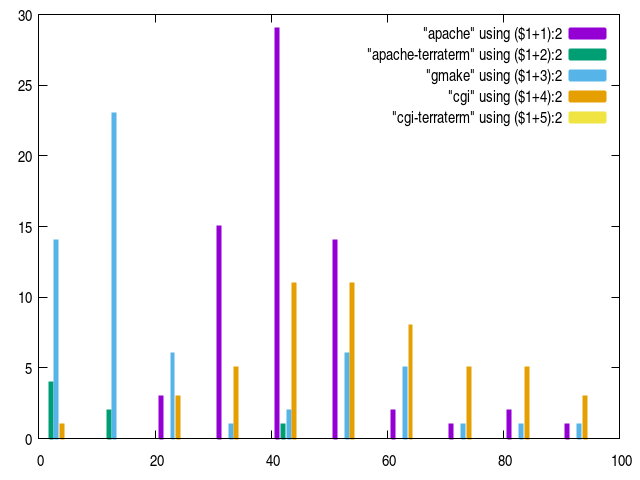 30
25
20
15
10
5
0
0 20 40 60 80 100
"apache" using ($1+1):2
"apache-terraterm" using ($1+2):2
"gmake" using ($1+3):2
"cgi" using ($1+4):2
"cgi-terraterm" using ($1+5):2